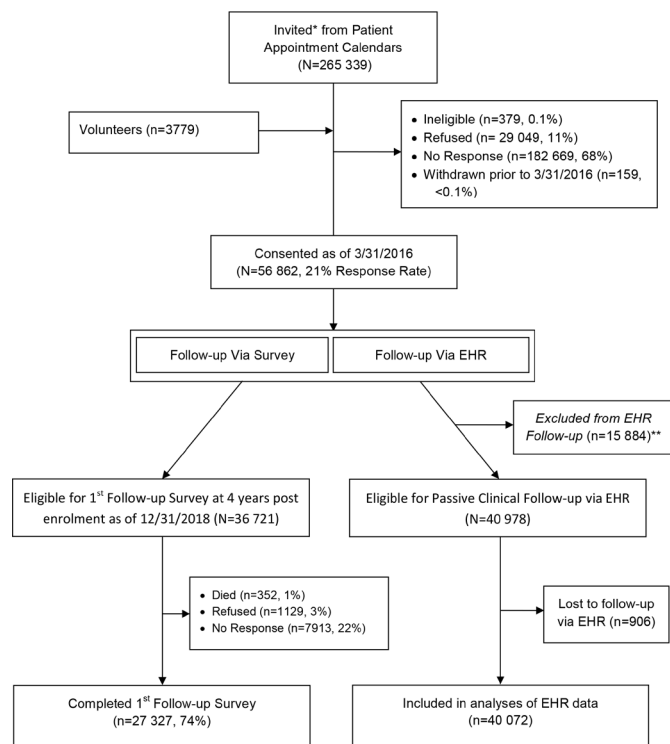 Invited* from Patient
Appointment Calendars
(N=265 339)
Volunteers (n=3779)
• Ineligible (n=379, 0.1%)
• Refused (n= 29 049, 11%)
• No Response (n=182 669, 68%)
• Withdrawn prior to 3/31/2016 (n=159,
<0.1%)
Consented as of 3/31/2016
(N=56 862, 21% Response Rate)
Follow-up Via Survey
Follow-up Via EHR
Excluded from EHR
Follow-up (n=15 884)**
Eligible for 1st Follow-up Survey at 4 years post
enrolment as of 12/31/2018 (N=36 721)
Eligible for Passive Clinical Follow-up via EHR
(N=40 978)
• Died (n=352, 1%)
• Refused (n=1129, 3%)
• No Response (n=7913, 22%)
Lost to follow-up
via EHR (n=906)
Completed 1st Follow-up Survey
(n=27 327, 74%)
Included in analyses of EHR data
(n=40 072)